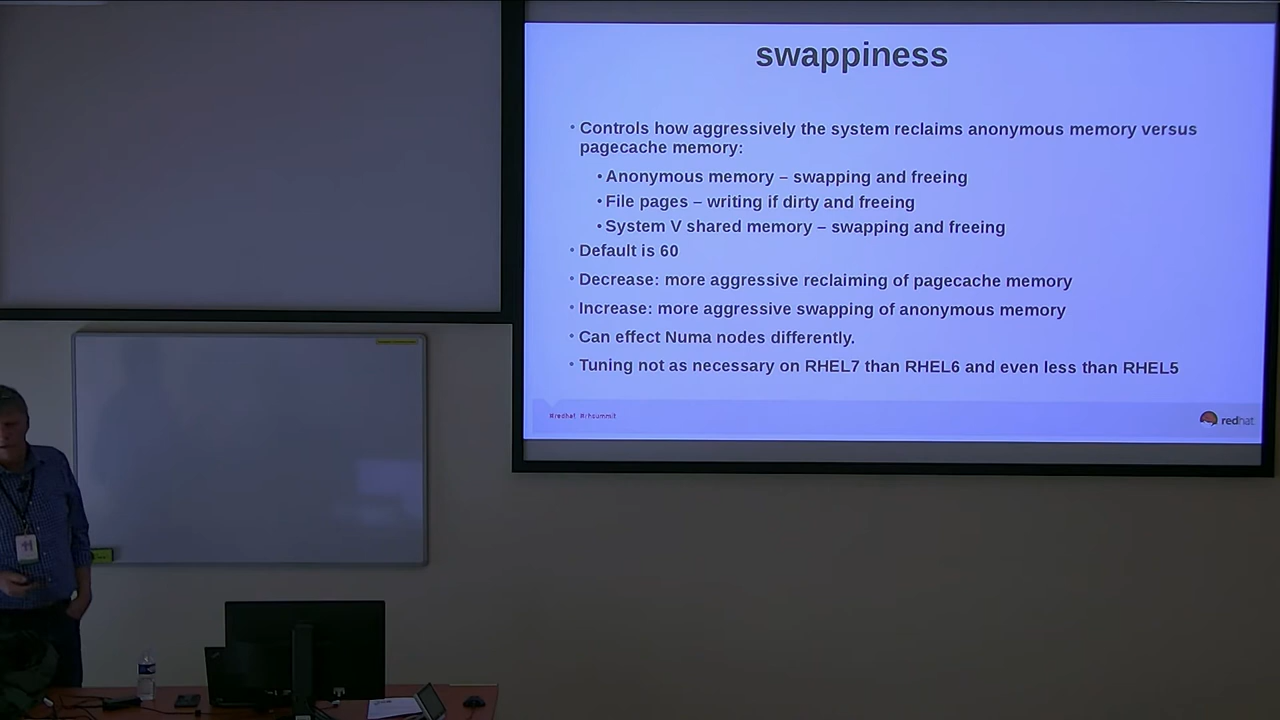 swappiness
• Controls how aggressively the system reclaims anonymous memory versus
pagecache memory:
• Anonymous memory – swapping and freeing
• File pages – writing if dirty and freeing
• System V shared memory – swapping and freeing
• Default is 60
• Decrease: more aggressive reclaiming of pagecache memory
• Increase: more aggressive swapping of anonymous memory
• Can effect Numa nodes differently.
• Tuning not as necessary on RHEL7 than RHEL6 and even less than RHEL5
#redhat #rhsummit
redhat